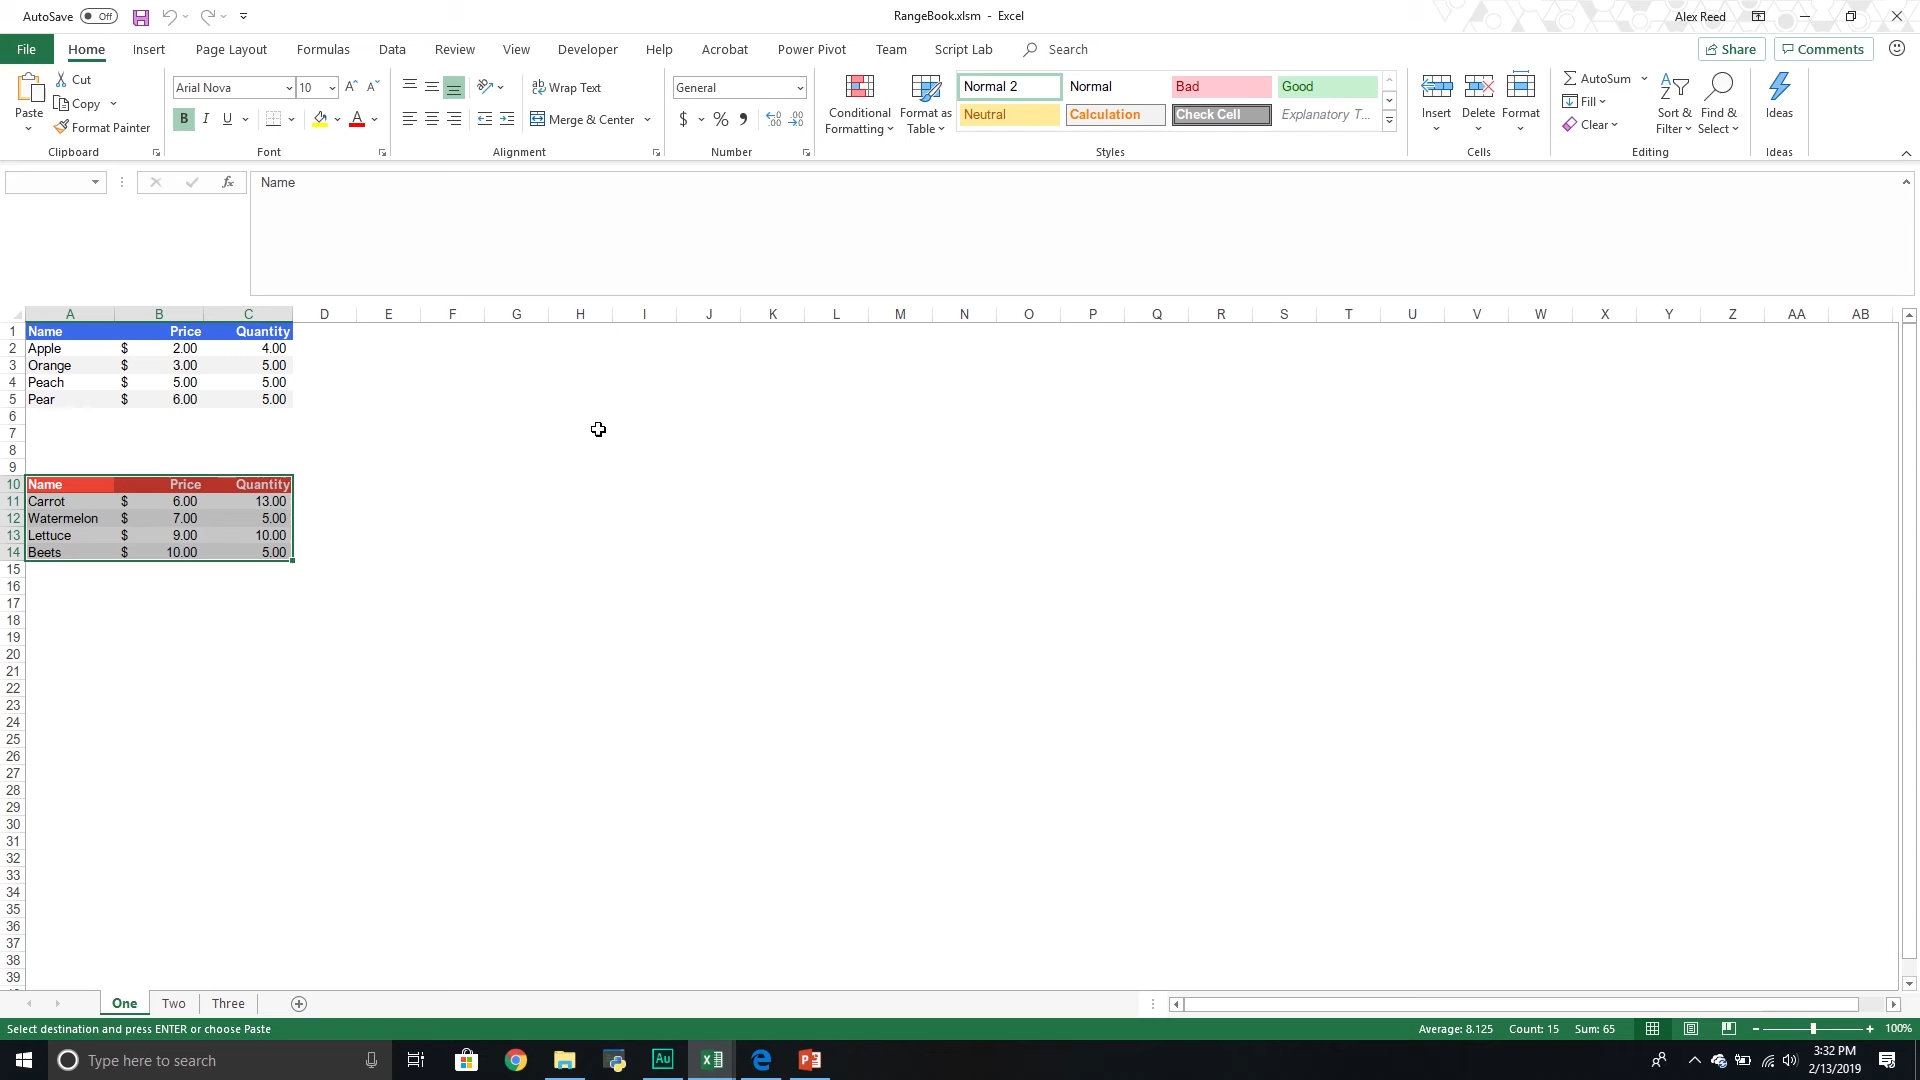 AutoSave Off RangeBook.xlsm - Excel Alex Reed
File Home Insert Page Layout Formulas Data Review View Developer Help Acrobat Power Pivot Team Script Lab Search Share Comments
Paste Cut Copy Format Painter Clipboard
Arial Nova 10 A A B I U A Font
ab Wrap Text Merge & Center Alignment
General $ % , Number
Conditional Formatting Format as Table
Normal 2 Normal Bad Good
Neutral Calculation Check Cell Explanatory T...
Styles
Insert Delete Format Cells
AutoSum Fill Clear Sort & Filter Find & Select Editing
Ideas Ideas
fx Name
A B C D E F G H I J K L M N O P Q R S T U V W X Y Z AA AB
1 Name Price Quantity
2 Apple $ 2.00 4.00
3 Orange $ 3.00 5.00
4 Peach $ 5.00 5.00
5 Pear $ 6.00 5.00
6
7
8
9
10 Name Price Quantity
11 Carrot $ 6.00 13.00
12 Watermelon $ 7.00 5.00
13 Lettuce $ 9.00 10.00
14 Beets $ 10.00 5.00
15
16
17
18
19
20
21
22
23
24
25
26
27
28
29
30
31
32
33
34
35
36
37
38
39
One Two Three
Select destination and press ENTER or choose Paste Average: 8.125 Count: 15 Sum: 65 100%
Type here to search Au 3:32 PM
2/13/2019